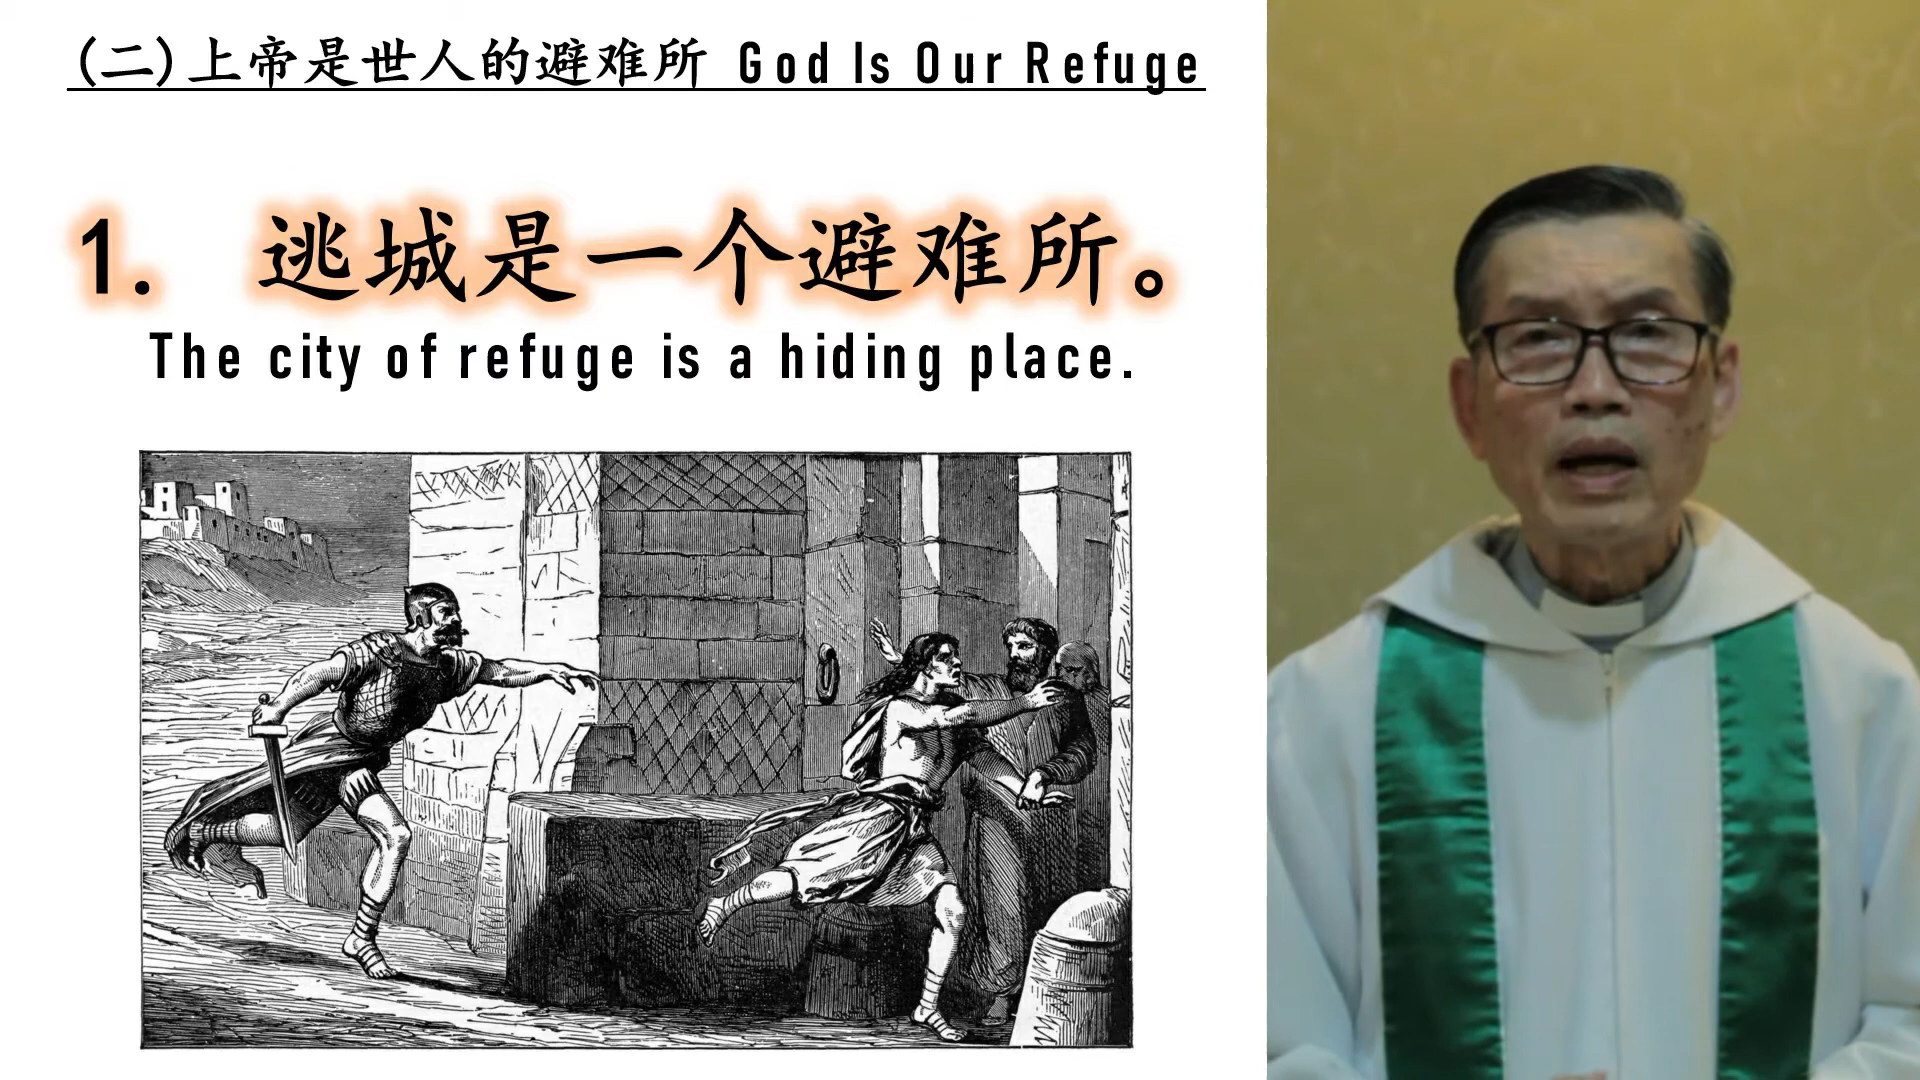 (二)上帝是世人的避难所 God Is Our Refuge
1. 逃城是一个避难所。
The city of refuge is a hiding place.